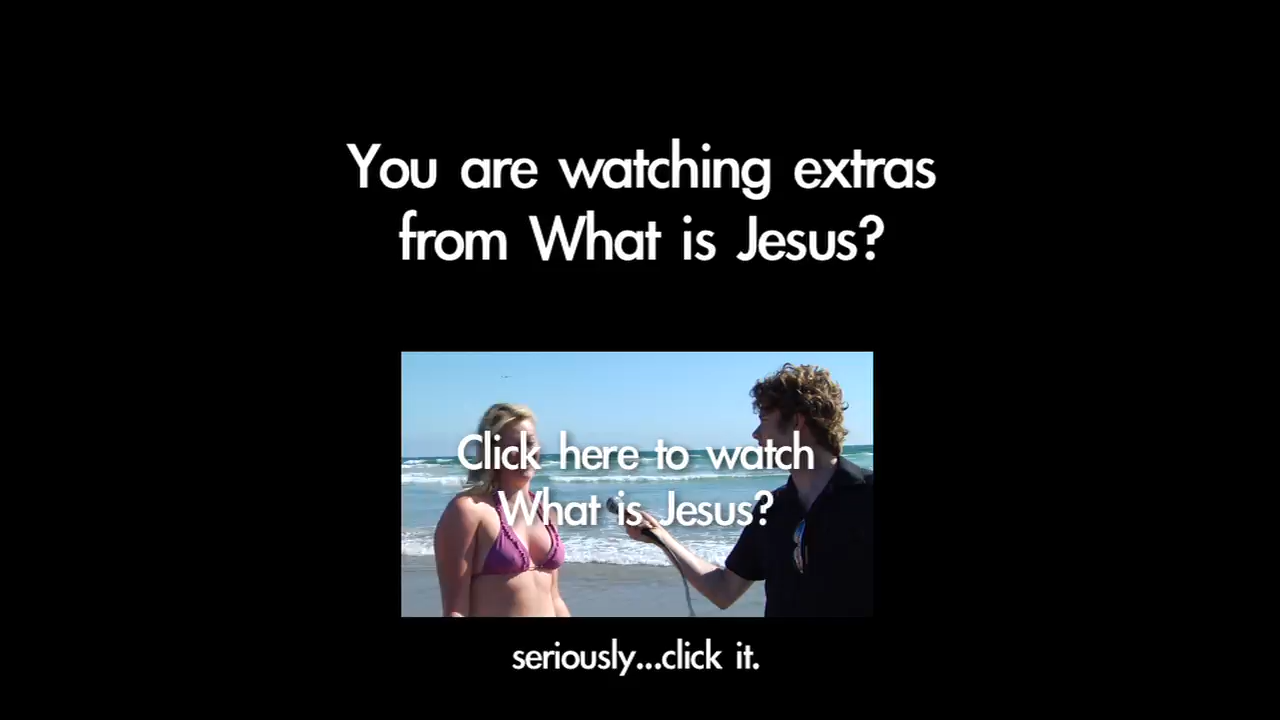 You are watching extras
from What is Jesus?
Click here to watch
What is Jesus?
seriously...click it.